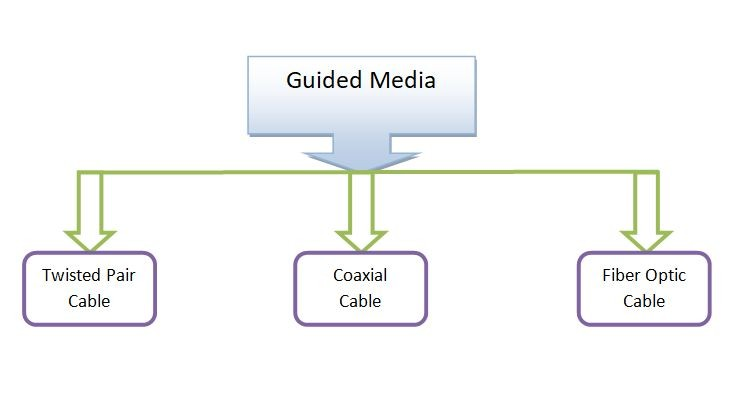 Guided Media
Twisted Pair
Cable
Coaxial
Cable
Fiber Optic
Cable